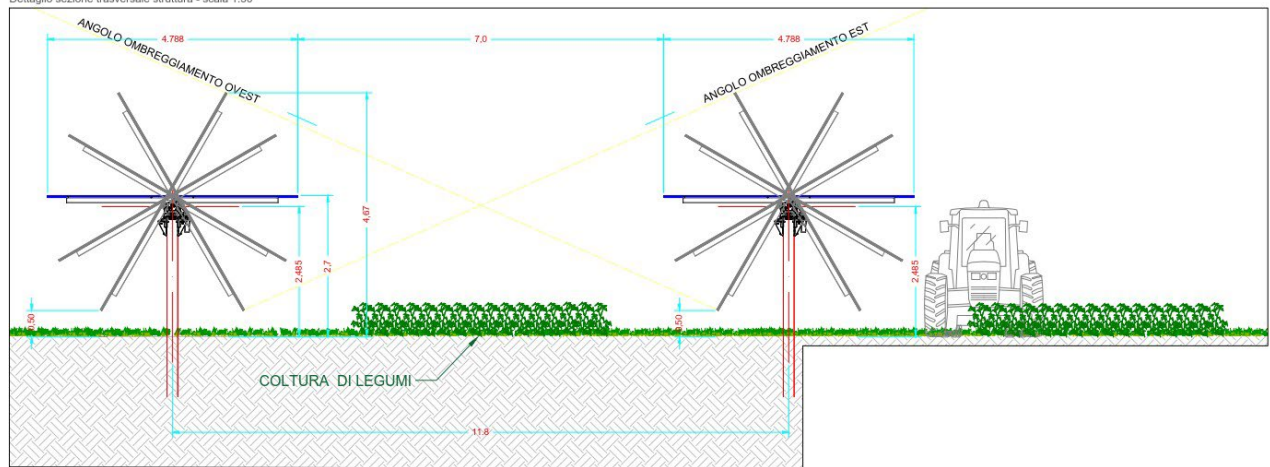 Dettaglio sezione trasversale struttura - scala 1:50
4.788
7,0
4.788
ANGOLO OMBREGGIAMENTO OVEST
ANGOLO OMBREGGIAMENTO EST
4,67
2,485
2,7
2,485
0,50
0,50
COLTURA DI LEGUMI
11.8